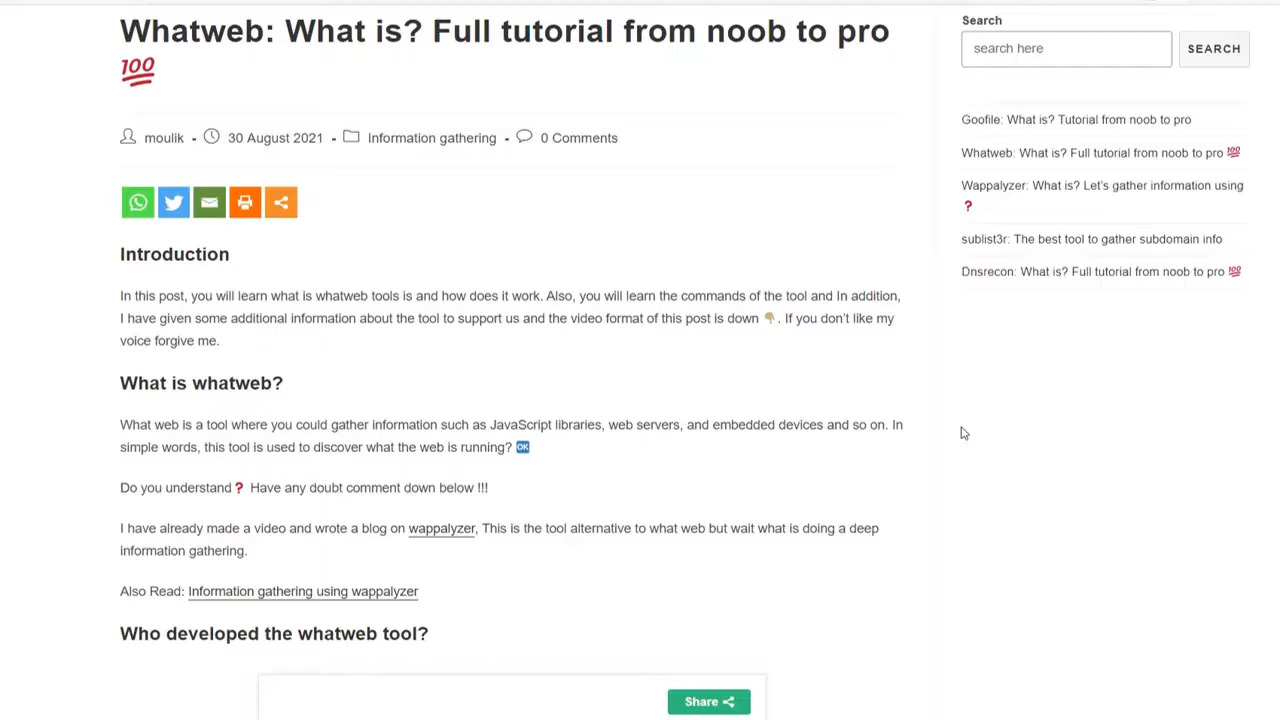 Whatweb: What is? Full tutorial from noob to pro
💯
moulik - 30 August 2021 - Information gathering - 0 Comments
Introduction
In this post, you will learn what is whatweb tools is and how does it work. Also, you will learn the commands of the tool and In addition,
I have given some additional information about the tool to support us and the video format of this post is down 👇🏽. If you don’t like my
voice forgive me.
What is whatweb?
What web is a tool where you could gather information such as JavaScript libraries, web servers, and embedded devices and so on. In
simple words, this tool is used to discover what the web is running? 🆗
Do you understand❓ Have any doubt comment down below !!!
I have already made a video and wrote a blog on wappalyzer, This is the tool alternative to what web but wait what is doing a deep
information gathering.
Also Read: Information gathering using wappalyzer
Who developed the whatweb tool?
Share
Search
search here
SEARCH
Goofile: What is? Tutorial from noob to pro
Whatweb: What is? Full tutorial from noob to pro 💯
Wappalyzer: What is? Let’s gather information using
❓
sublist3r: The best tool to gather subdomain info
Dnsrecon: What is? Full tutorial from noob to pro 💯